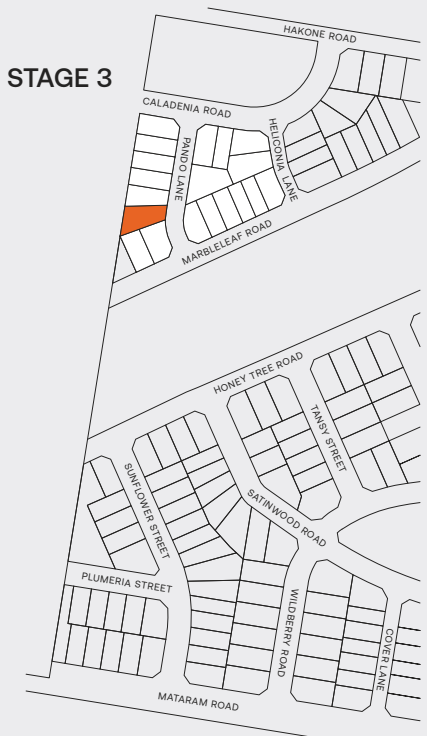 HAKONE ROAD
STAGE 3
CALADENIA ROAD
PANDO LANE
HELICONIA LANE
MARBLELEAF ROAD
HONEY TREE ROAD
TANSY STREET
SUNFLOWER STREET
SATINWOOD ROAD
PLUMERIA STREET
WILDBERRY ROAD
COVER LANE
MATARAM ROAD